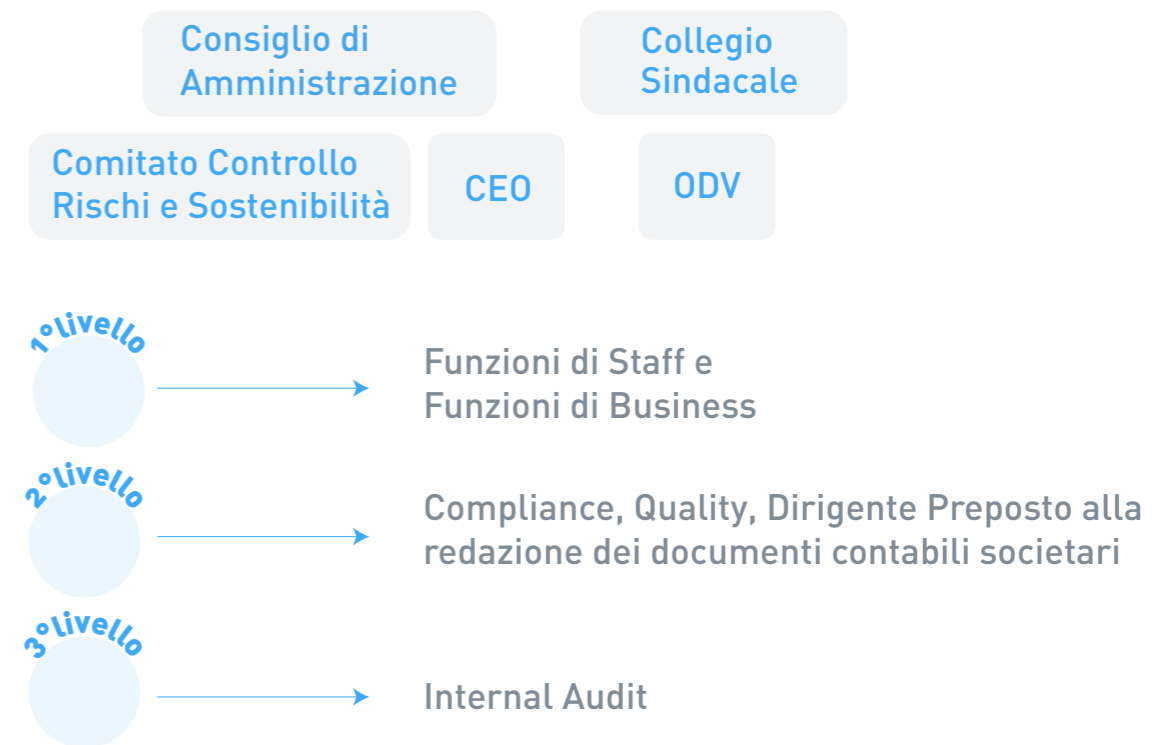 Consiglio di
Amministrazione
Collegio
Sindacale
Comitato Controllo
Rischi e Sostenibilità
CEO
ODV
1°livello
Funzioni di Staff e
Funzioni di Business
2°livello
Compliance, Quality, Dirigente Preposto alla
redazione dei documenti contabili societari
3°livello
Internal Audit